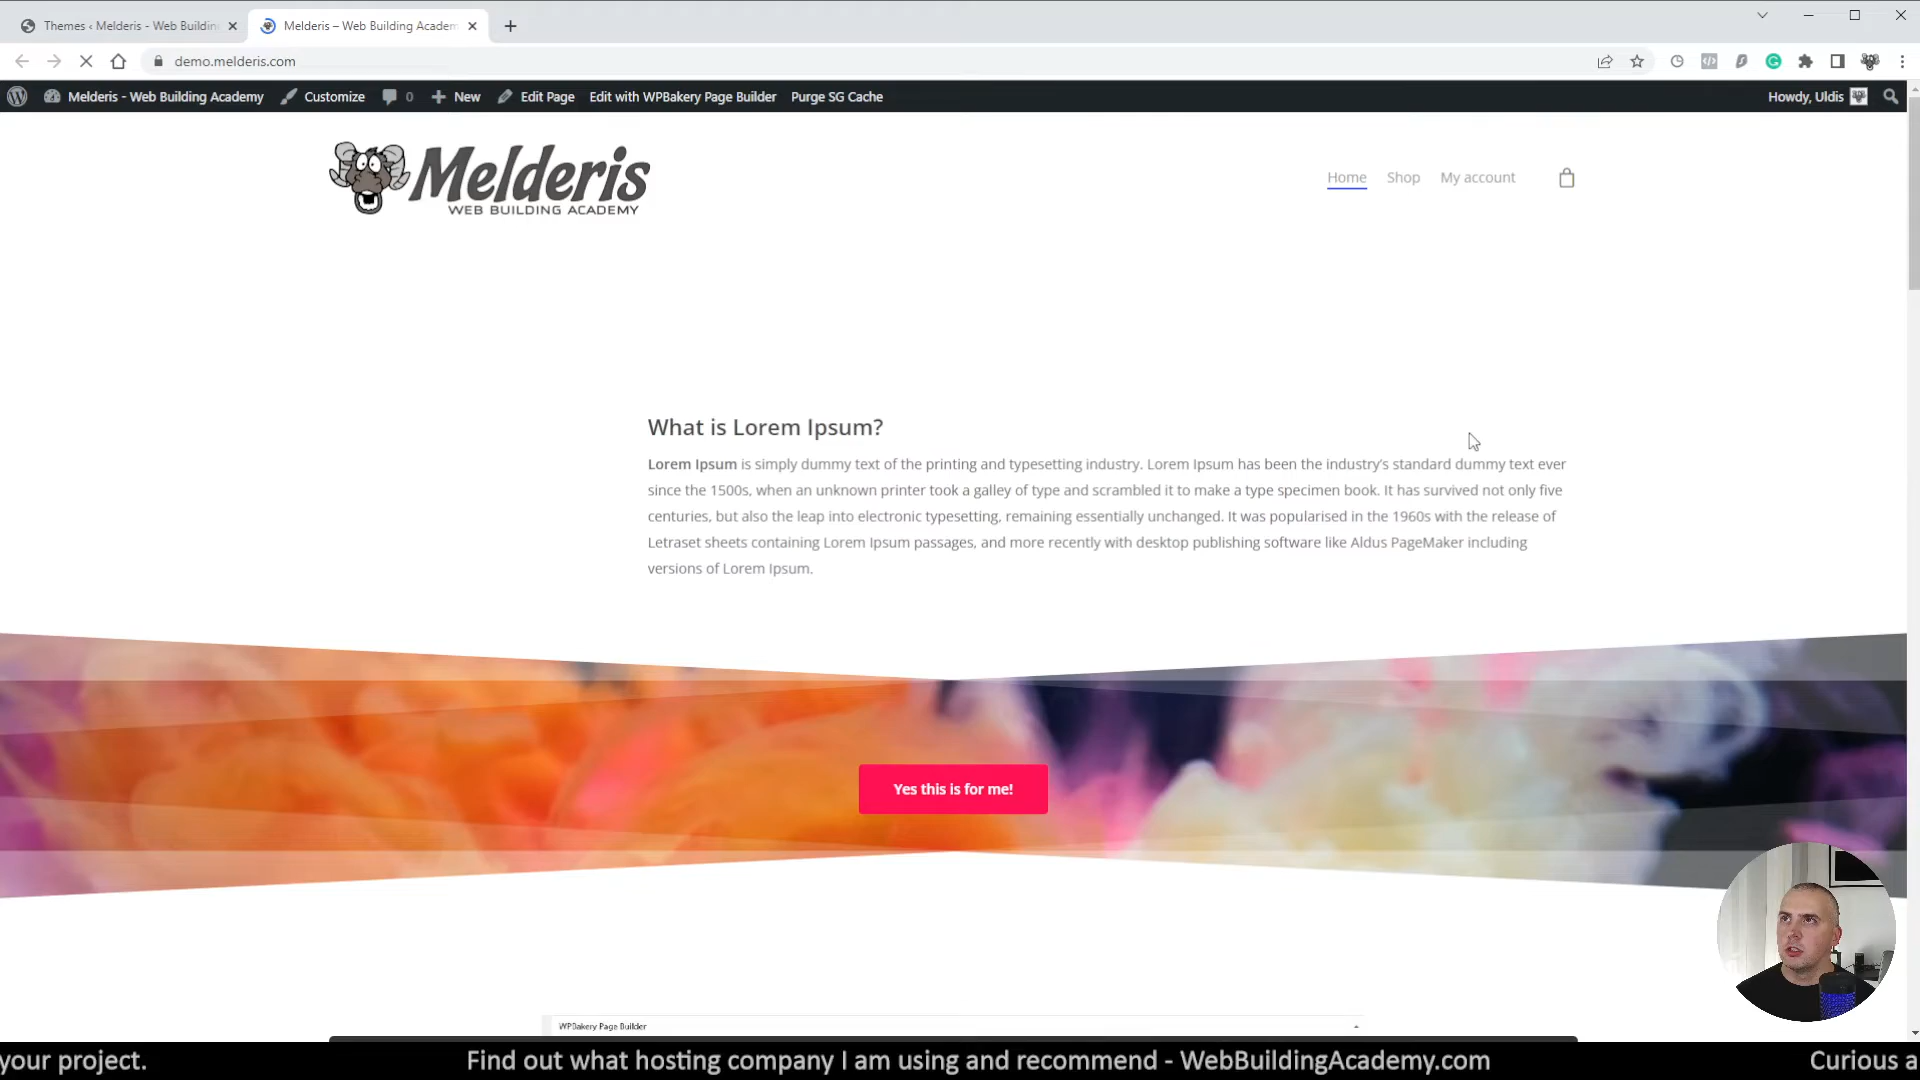 Themes ‹ Melderis - Web Building
Melderis – Web Building Academy
demo.melderis.com
Melderis - Web Building Academy
Customize
0
New
Edit Page
Edit with WPBakery Page Builder
Purge SG Cache
Howdy, Uldis
Melderis
WEB BUILDING ACADEMY
Home
Shop
My account
What is Lorem Ipsum?
Lorem Ipsum is simply dummy text of the printing and typesetting industry. Lorem Ipsum has been the industry’s standard dummy text ever
since the 1500s, when an unknown printer took a galley of type and scrambled it to make a type specimen book. It has survived not only five
centuries, but also the leap into electronic typesetting, remaining essentially unchanged. It was popularised in the 1960s with the release of
Letraset sheets containing Lorem Ipsum passages, and more recently with desktop publishing software like Aldus PageMaker including
versions of Lorem Ipsum.
Yes this is for me!
WPBakery Page Builder
your project.
Find out what hosting company I am using and recommend - WebBuildingAcademy.com
Curious a